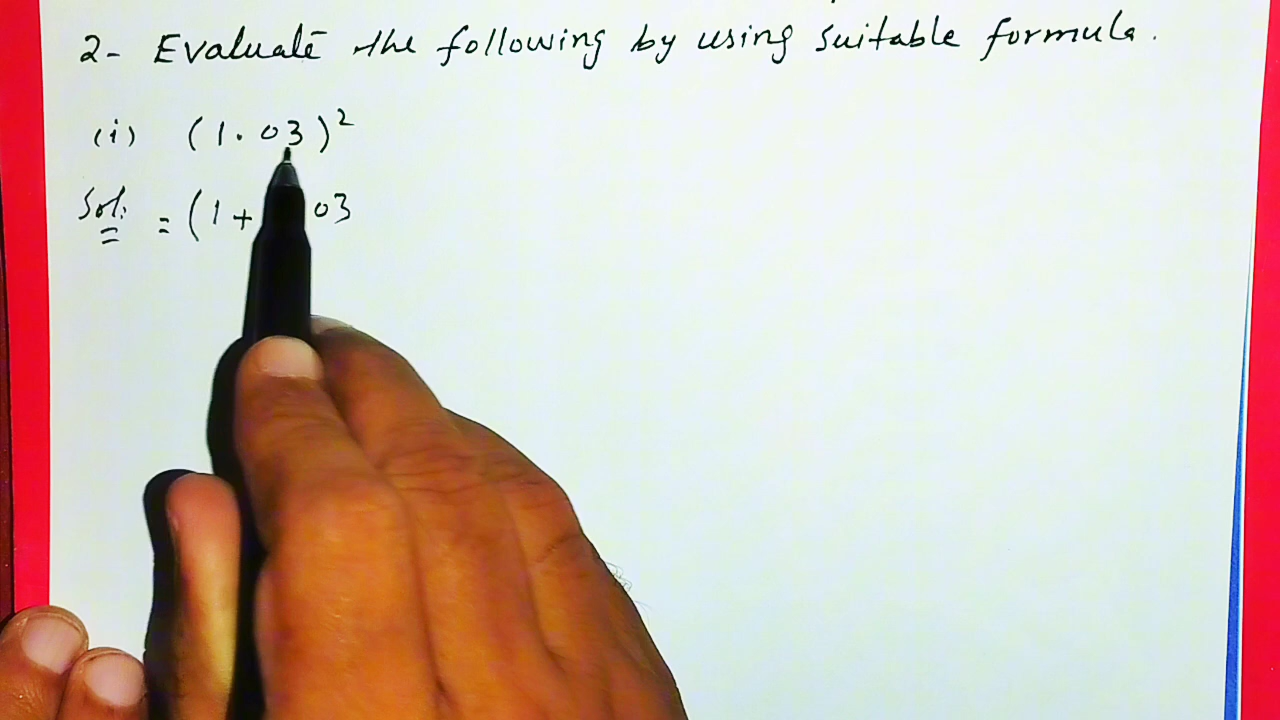 2- Evaluate the following by using suitable formula.
(i) (1.03)²
Sol: = (1+ 03